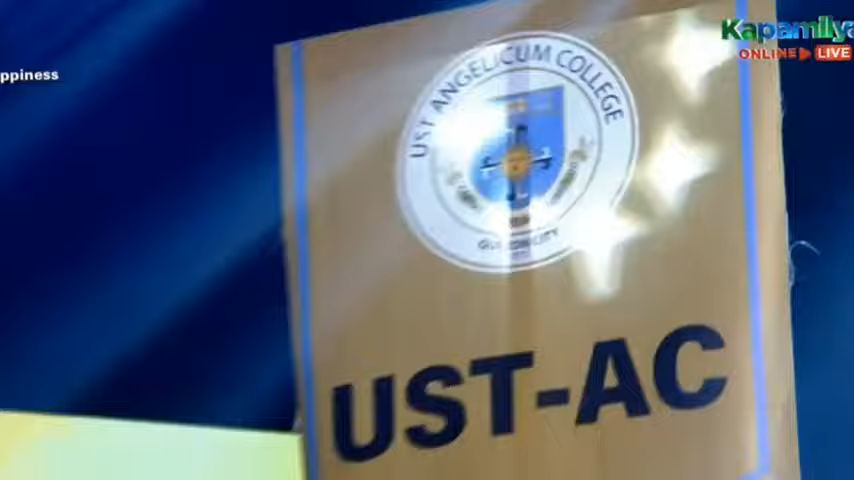 Kapamilya
ONLINE LIVE
ppiness
UST ANGELICUM COLLEGE
UST-AC